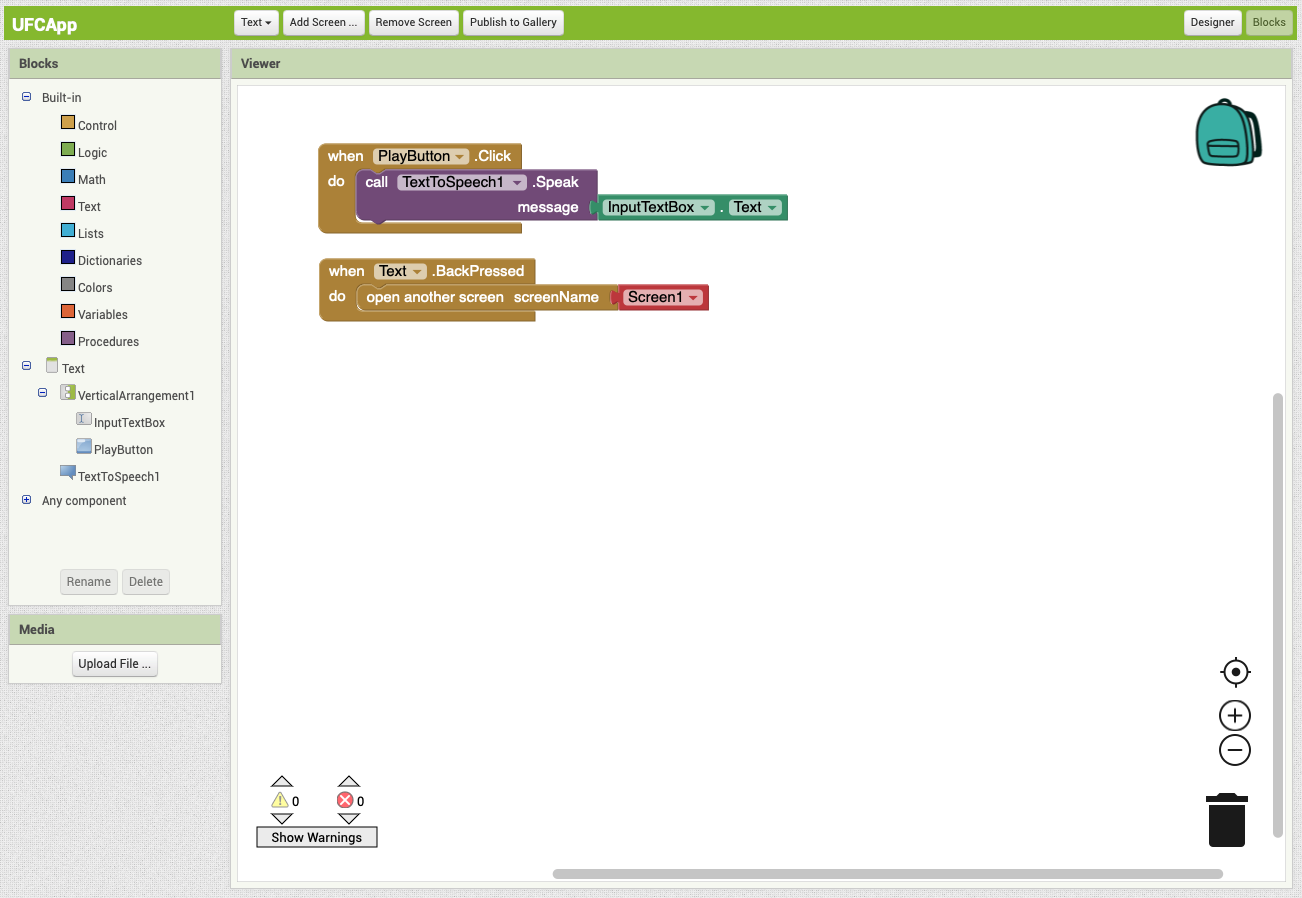 UFCApp
Text
Add Screen ...
Remove Screen
Publish to Gallery
Designer
Blocks
Blocks
Built-in
Control
Logic
Math
Text
Lists
Dictionaries
Colors
Variables
Procedures
Text
VerticalArrangement1
InputTextBox
PlayButton
TextToSpeech1
Any component
Rename
Delete
Media
Upload File ...
Viewer
when PlayButton .Click
do call TextToSpeech1 .Speak
message InputTextBox . Text
when Text .BackPressed
do open another screen screenName Screen1
0 0
Show Warnings